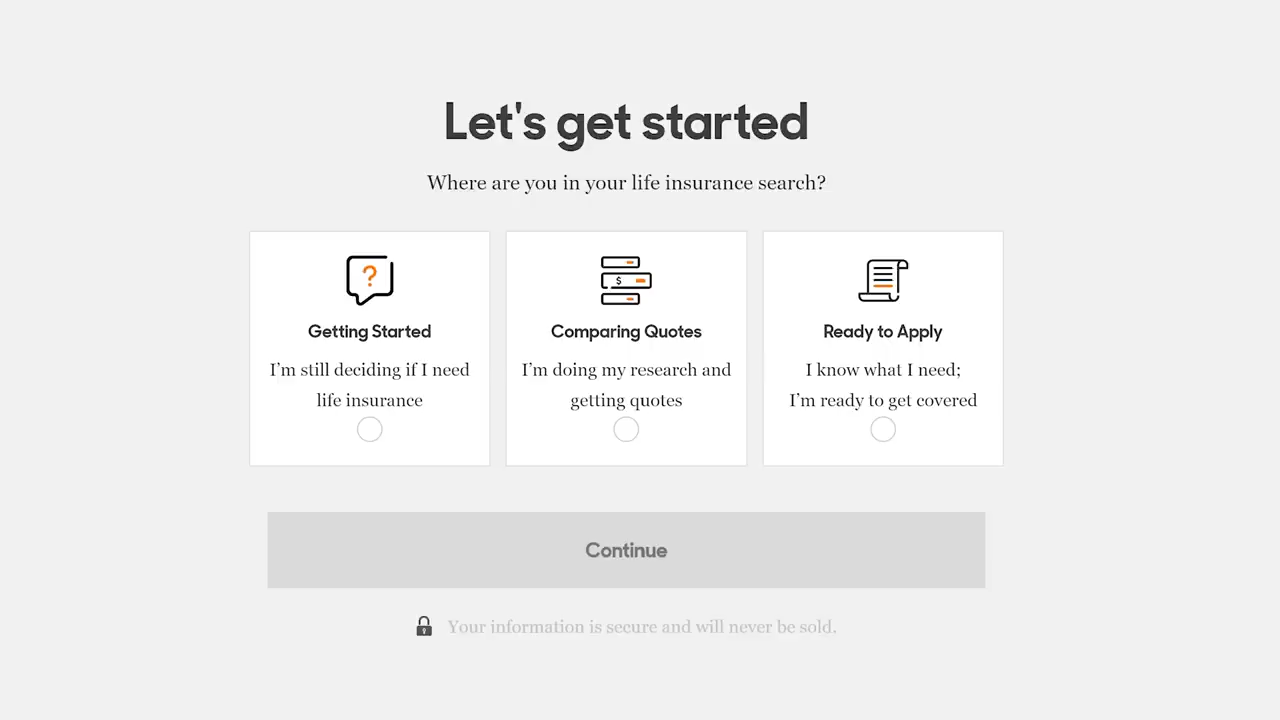 Let's get started
Where are you in your life insurance search?
?
$
Getting Started
Comparing Quotes
Ready to Apply
I'm still deciding if I need
life insurance
I'm doing my research and
getting quotes
I know what I need;
I'm ready to get covered
Continue
Your information is secure and will never be sold.